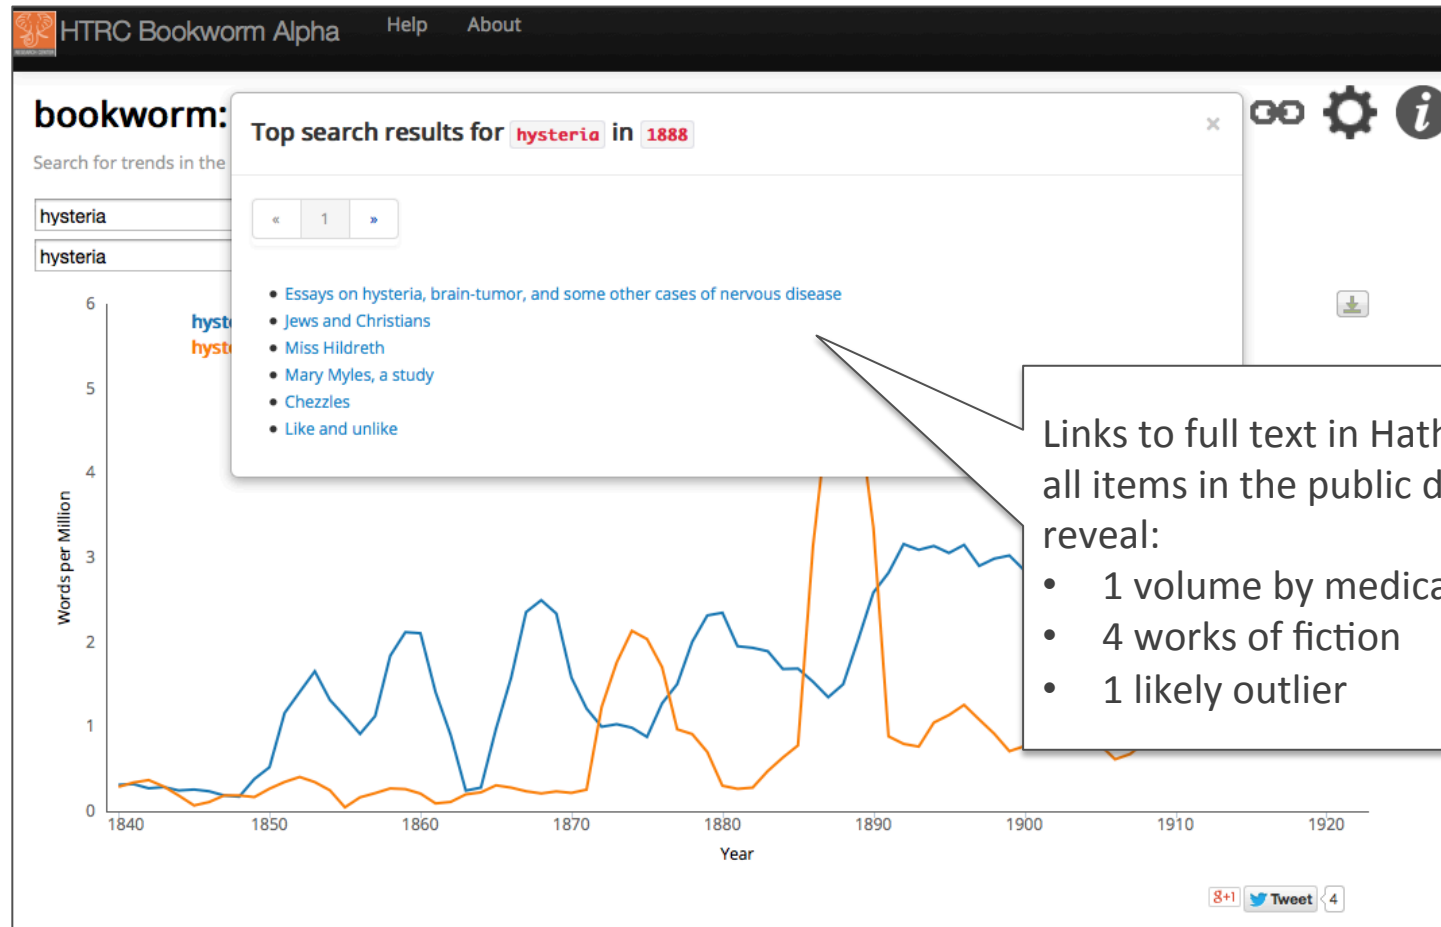 HTRC Bookworm Alpha Help About
bookworm:
Search for trends in the
Top search results for hysteria in 1888
×
hysteria
hysteria
« 1 »
• Essays on hysteria, brain-tumor, and some other cases of nervous disease
• Jews and Christians
• Miss Hildreth
• Mary Myles, a study
• Chezzles
• Like and unlike
Links to full text in Hath
all items in the public d
reveal:
• 1 volume by medica
• 4 works of fiction
• 1 likely outlier
hyste
hyste
Words per Million
6
5
4
3
2
1
0
1840 1850 1860 1870 1880 1890 1900 1910 1920
Year
g+1 Tweet 4